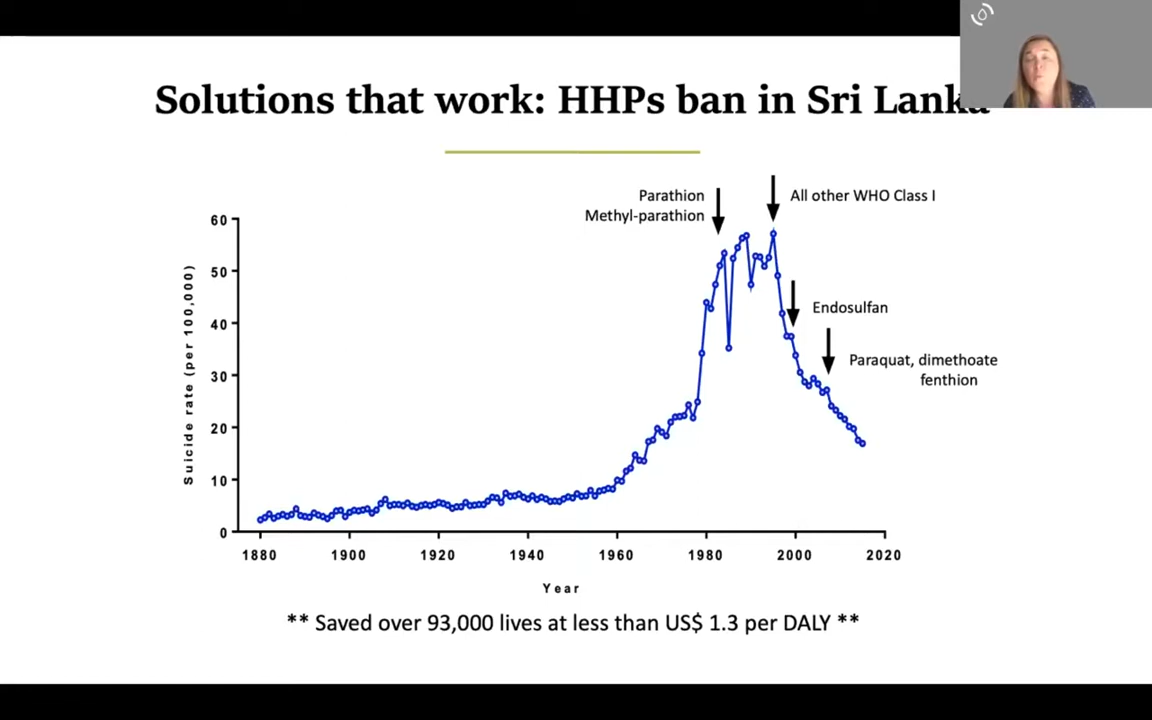 Solutions that work: HHPs ban in Sri Lanka
Parathion
Methyl-parathion
All other WHO Class I
Endosulfan
Paraquat, dimethoate
fenthion
Suicide rate (per 100,000)
60
50
40
30
20
10
0
1880 1900 1920 1940 1960 1980 2000 2020
Year
** Saved over 93,000 lives at less than US$ 1.3 per DALY **